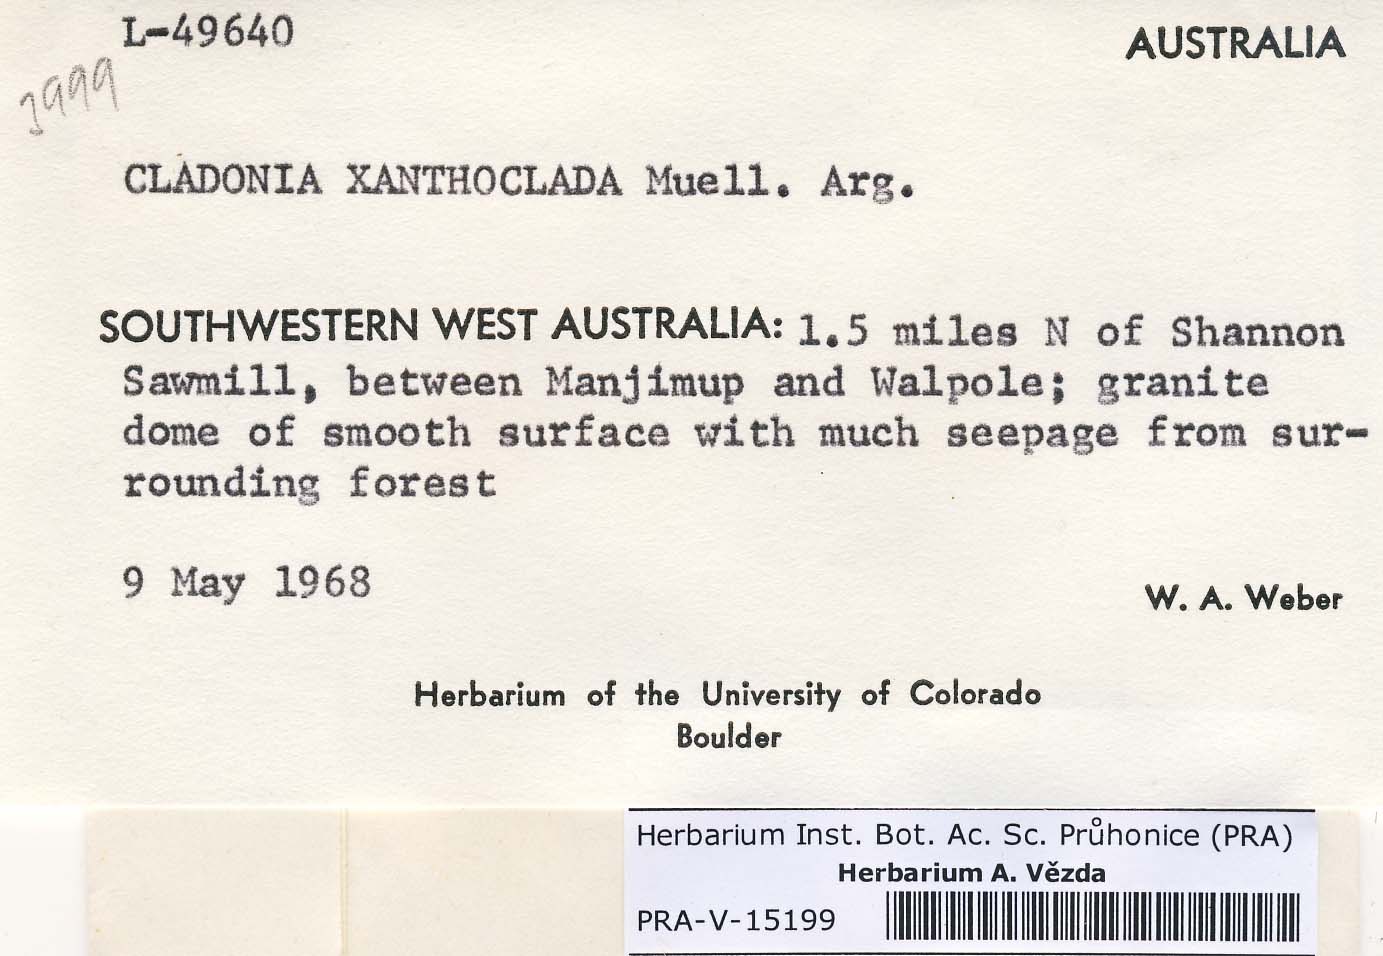 L-49640
AUSTRALIA
CLADONIA XANTHOCLADA Muell. Arg.
SOUTHWESTERN WEST AUSTRALIA: 1.5 miles N of Shannon
Sawmill, between Manjimup and Walpole; granite
dome of smooth surface with much seepage from sur-
rounding forest
9 May 1968
W. A. Weber
Herbarium of the University of Colorado
Boulder
Herbarium Inst. Bot. Ac. Sc. Průhonice (PRA)
Herbarium A. Vězda
PRA-V-15199